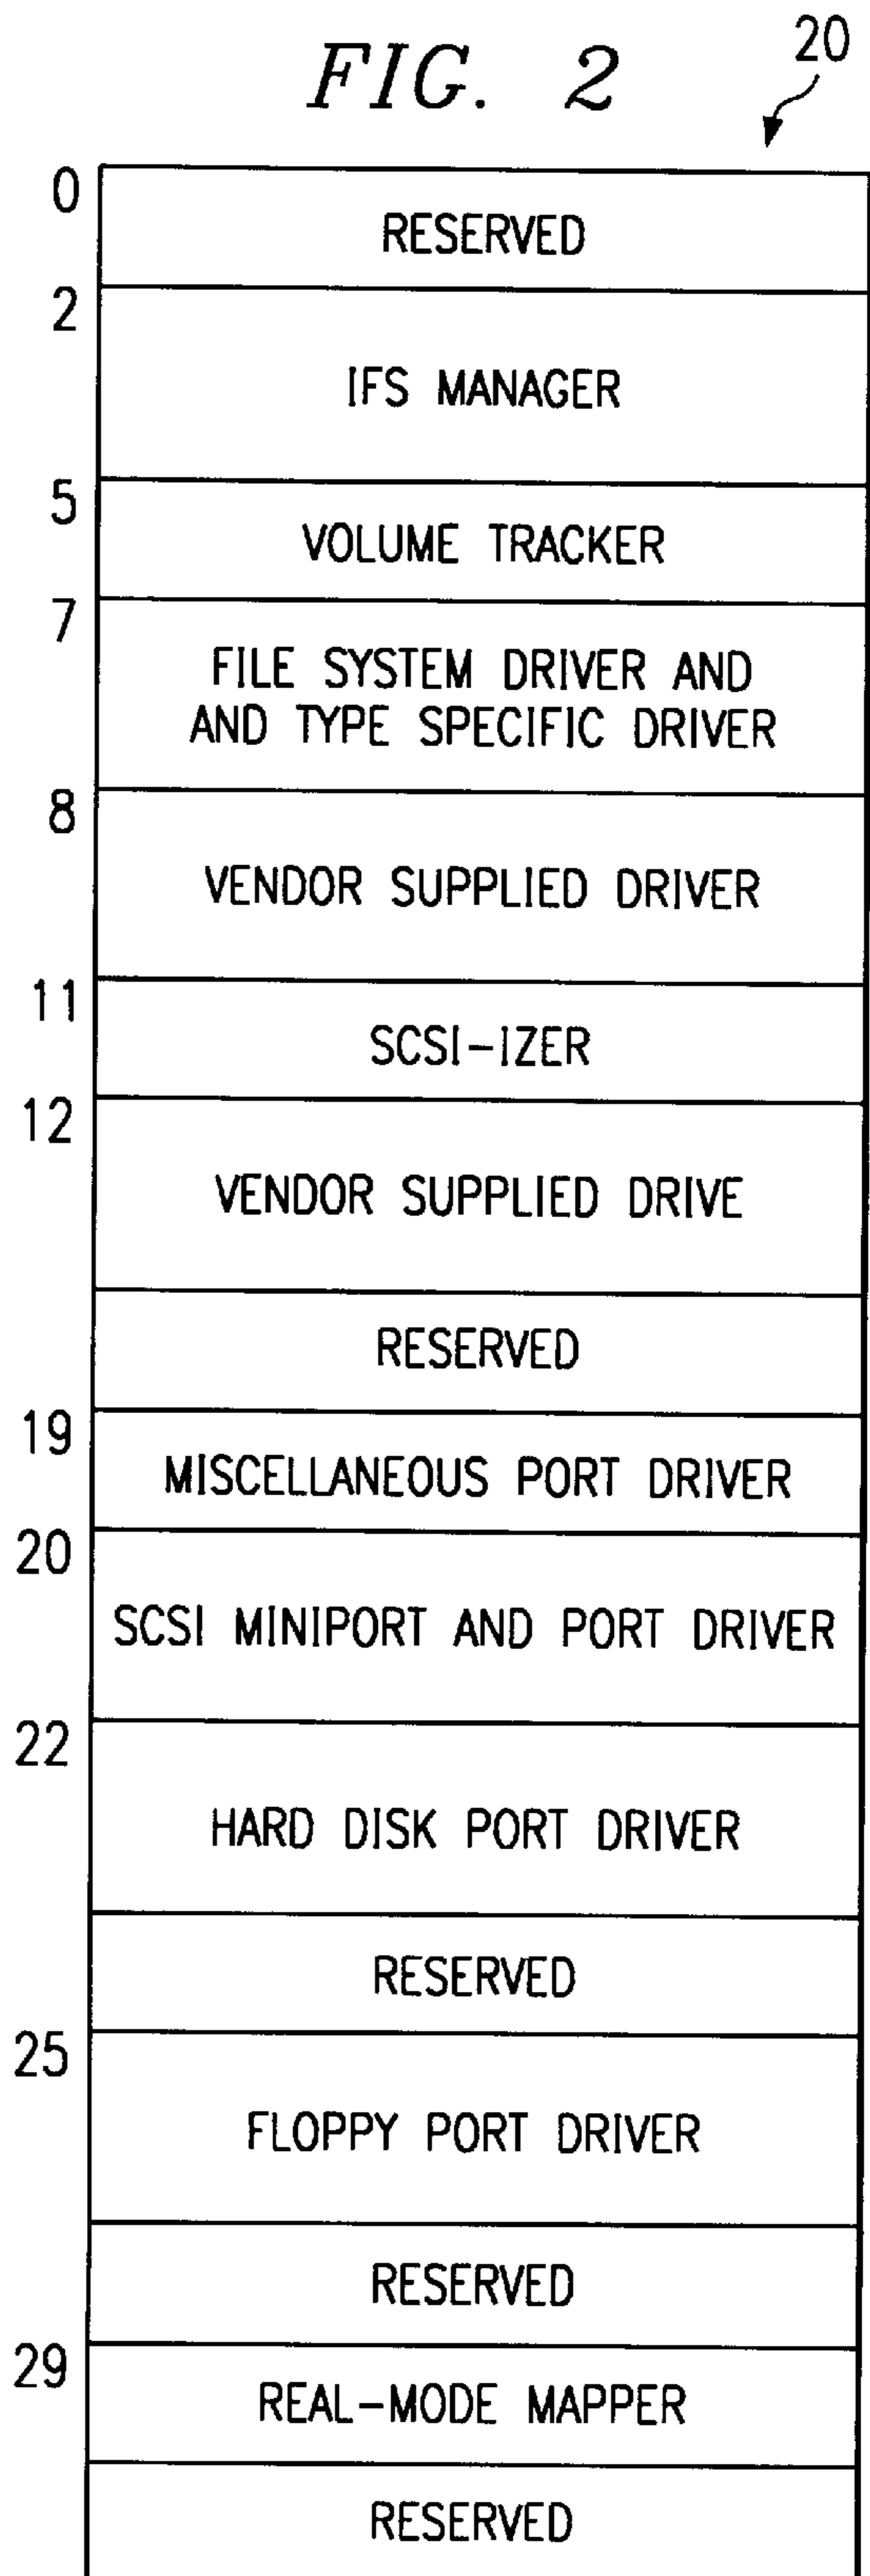 FIG. 2
20
0
RESERVED
2
IFS MANAGER
5
VOLUME TRACKER
7
FILE SYSTEM DRIVER AND
AND TYPE SPECIFIC DRIVER
8
VENDOR SUPPLIED DRIVER
11
SCSI-IZER
12
VENDOR SUPPLIED DRIVE
RESERVED
19
MISCELLANEOUS PORT DRIVER
20
SCSI MINIPORT AND PORT DRIVER
22
HARD DISK PORT DRIVER
RESERVED
25
FLOPPY PORT DRIVER
RESERVED
29
REAL-MODE MAPPER
RESERVED